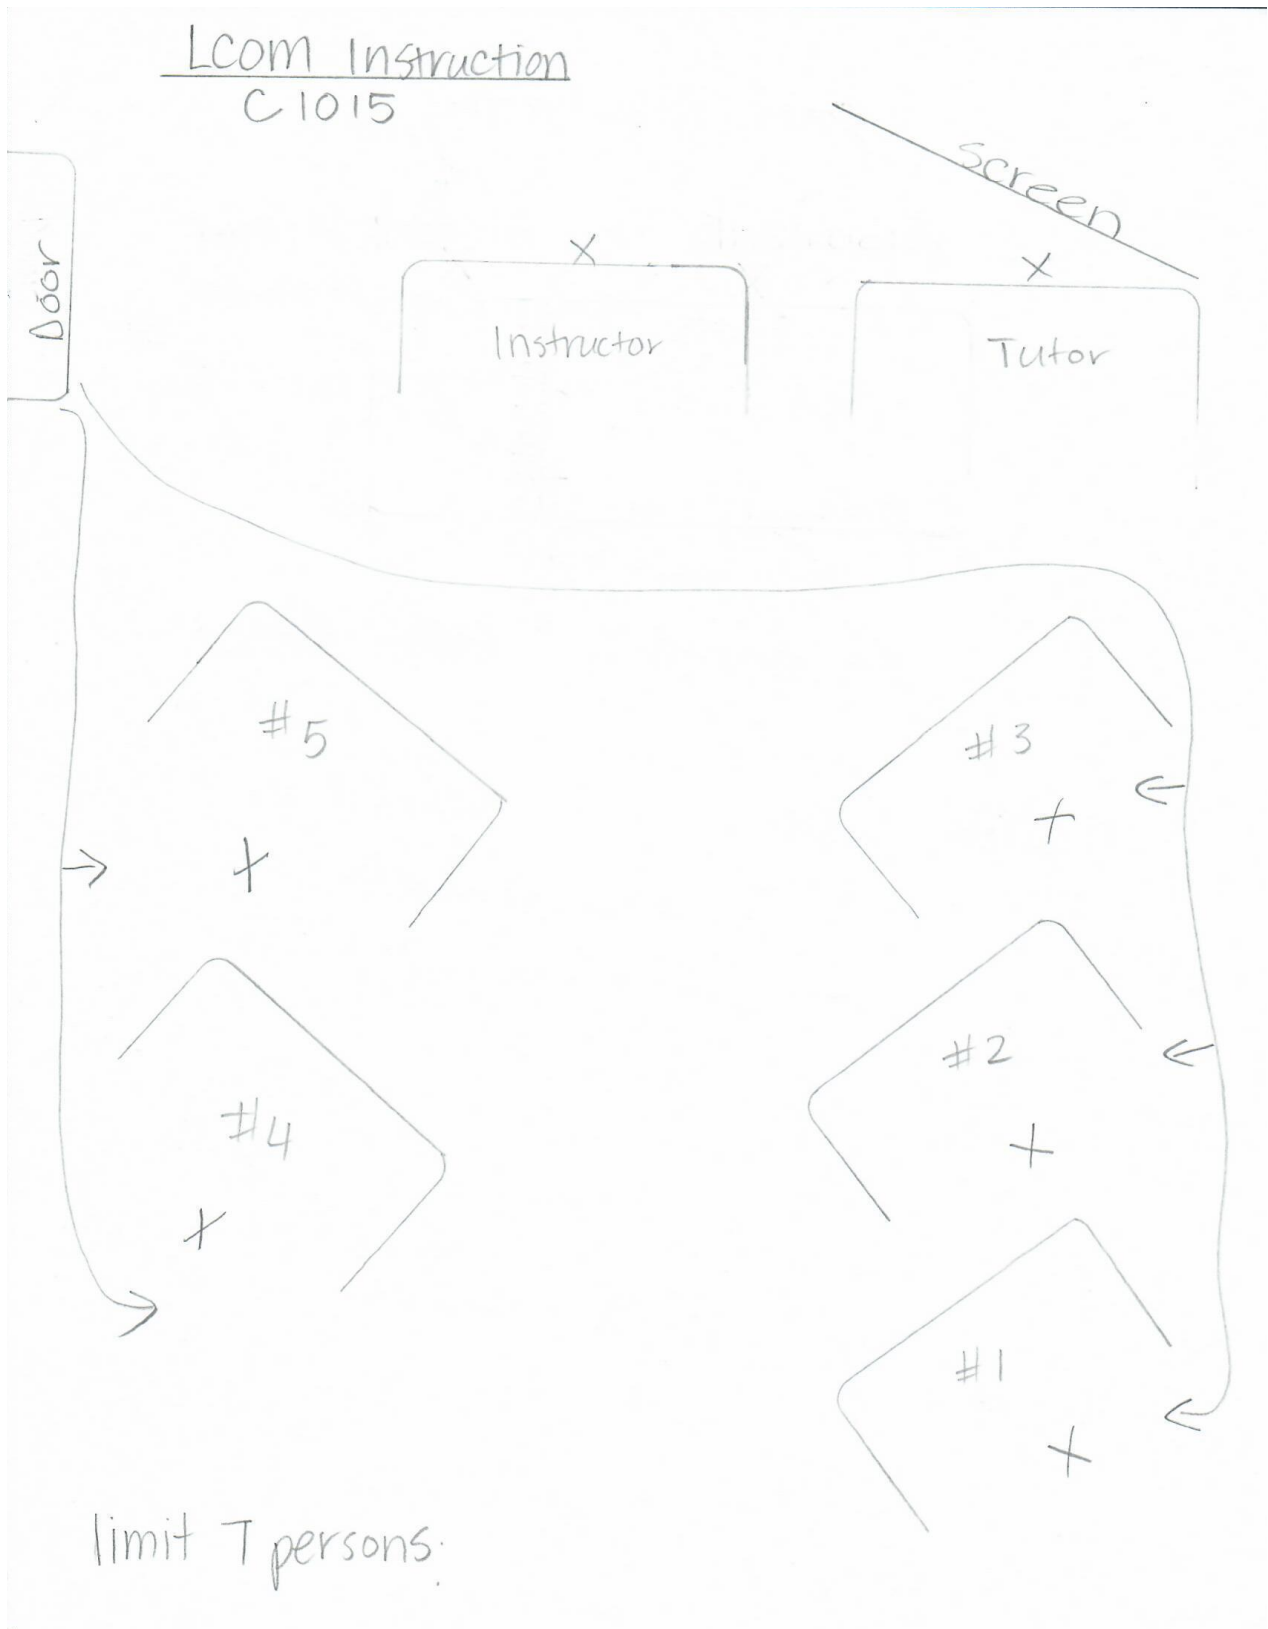 Lcom Instruction
C1015
Screen
Door
Instructor
Tutor
#5
#3
#2
#4
#1
limit 7 persons.